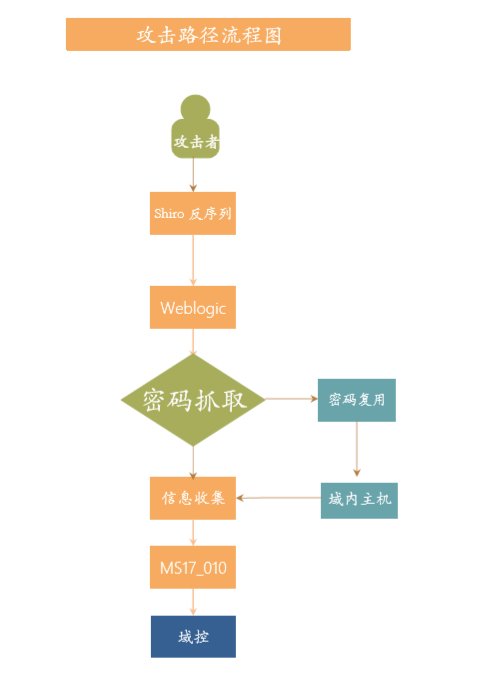 攻击路径流程图
攻击者
Shiro 反序列
Weblogic
密码抓取
密码复用
信息收集
域内主机
MS17_010
域控